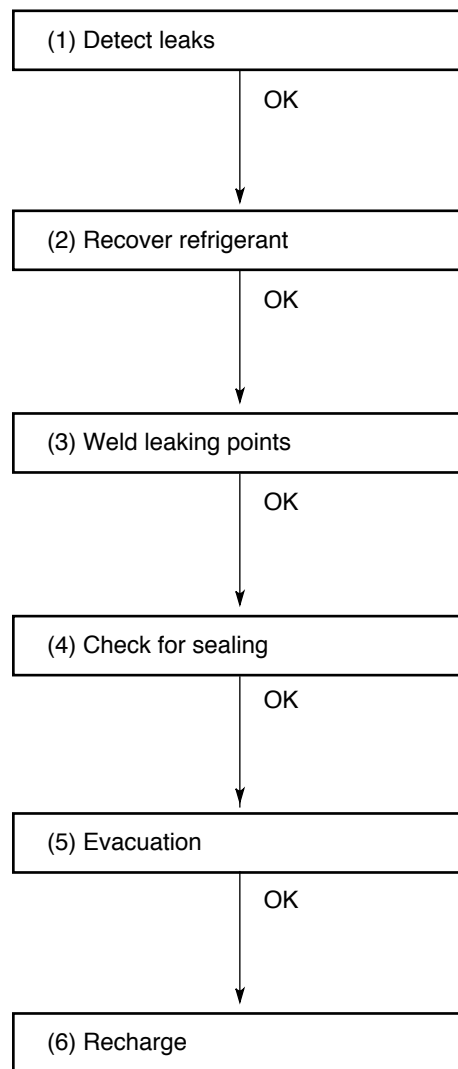 (1) Detect leaks
OK
(2) Recover refrigerant
OK
(3) Weld leaking points
OK
(4) Check for sealing
OK
(5) Evacuation
OK
(6) Recharge